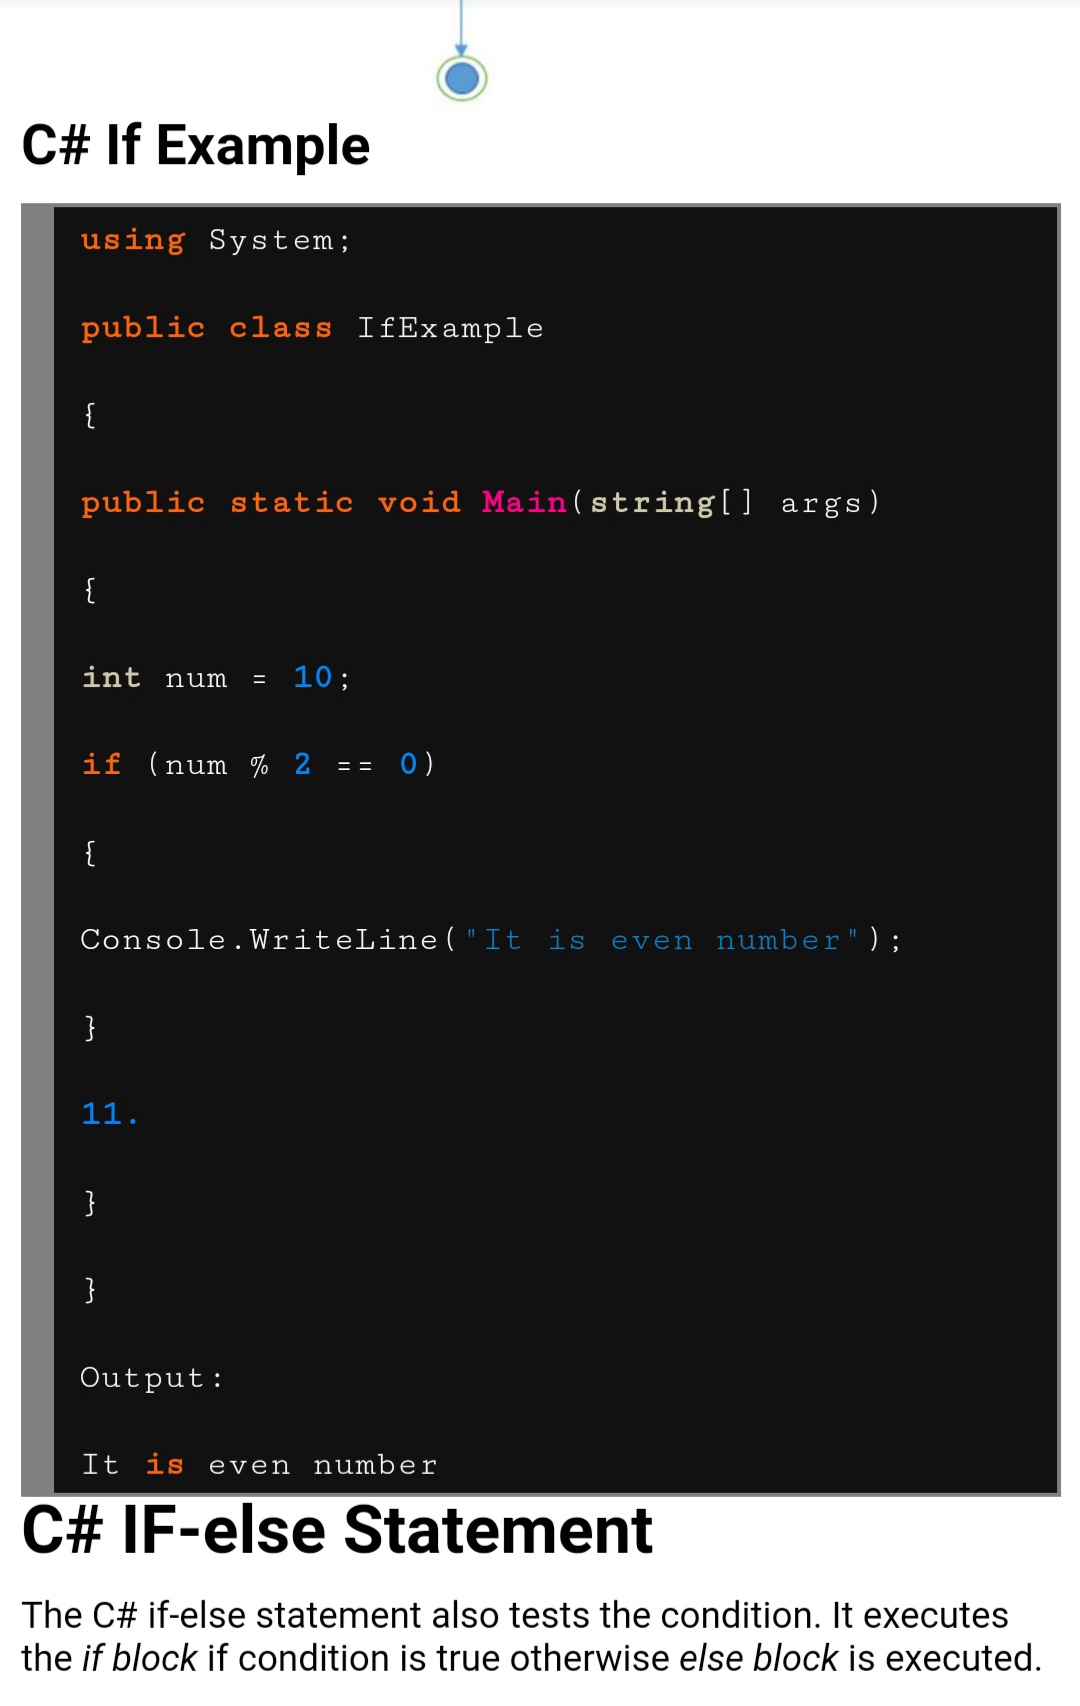 C# If Example
using System;
public class IfExample
{
public static void Main(string[] args)
{
int num = 10;
if (num % 2 == 0)
{
Console.WriteLine("It is even number");
}
11.
}
}
Output:
It is even number
C# IF-else Statement
The C# if-else statement also tests the condition. It executes
the if block if condition is true otherwise else block is executed.